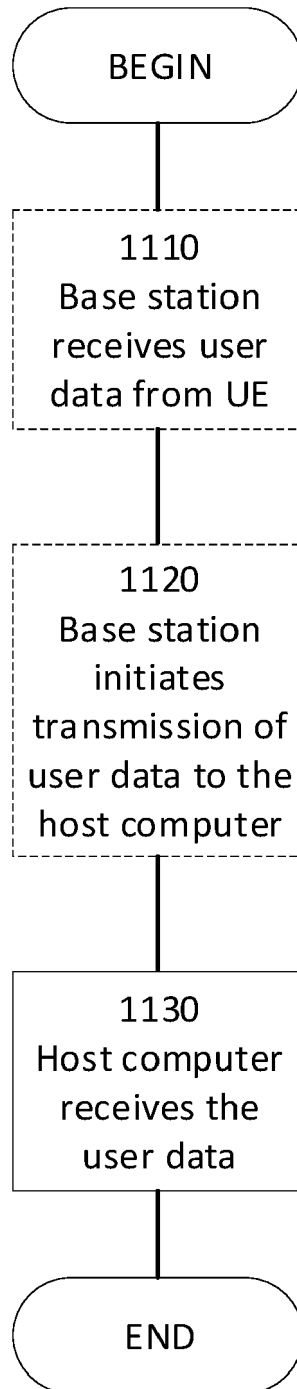 BEGIN
1110
Base station
receives user
data from UE
1120
Base station
initiates
transmission of
user data to the
host computer
1130
Host computer
receives the
user data
END